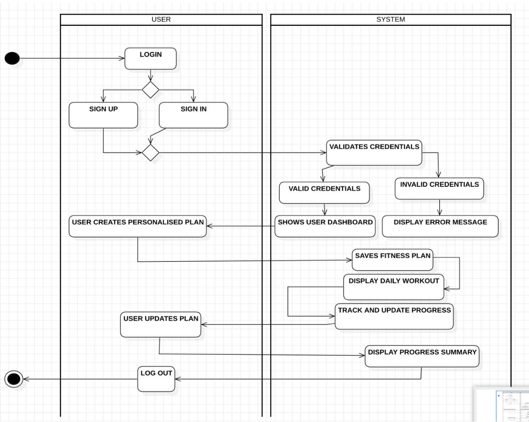 USER
SYSTEM
LOGIN
SIGN UP
SIGN IN
VALIDATES CREDENTIALS
VALID CREDENTIALS
INVALID CREDENTIALS
USER CREATES PERSONALISED PLAN
SHOWS USER DASHBOARD
DISPLAY ERROR MESSAGE
SAVES FITNESS PLAN
DISPLAY DAILY WORKOUT
TRACK AND UPDATE PROGRESS
USER UPDATES PLAN
DISPLAY PROGRESS SUMMARY
LOG OUT